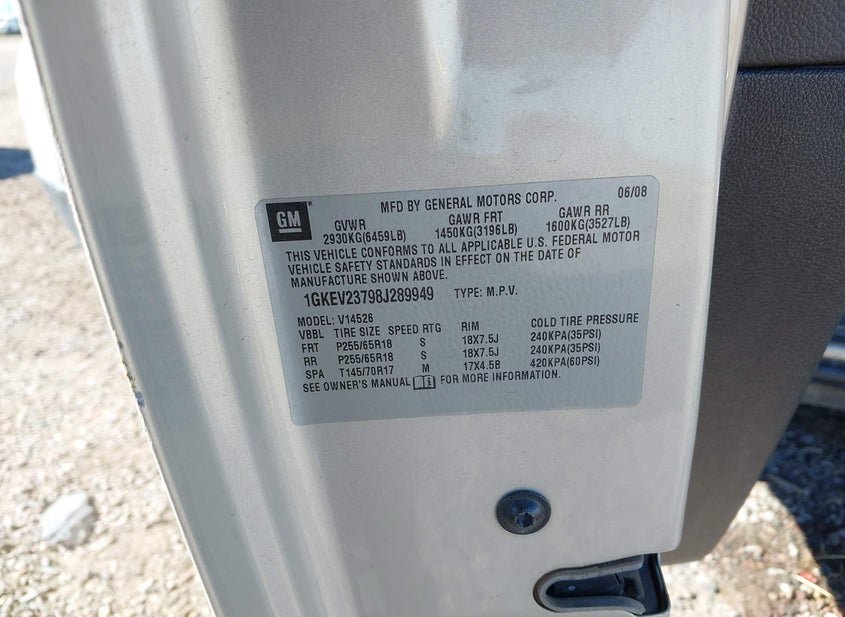 GM
MFD BY GENERAL MOTORS CORP. 06/08
GVWR GAWR FRT GAWR RR
2930KG(6459LB) 1450KG(3196LB) 1600KG(3527LB)
THIS VEHICLE CONFORMS TO ALL APPLICABLE U.S. FEDERAL MOTOR
VEHICLE SAFETY STANDARDS IN EFFECT ON THE DATE OF
MANUFACTURE SHOWN ABOVE.
1GKEV23798J289949 TYPE: M.P.V.
MODEL: V14526
VBBL TIRE SIZE SPEED RTG RIM COLD TIRE PRESSURE
FRT P255/65R18 S 18X7.5J 240KPA(35PSI)
RR P255/65R18 S 18X7.5J 240KPA(35PSI)
SPA T145/70R17 M 17X4.5B 420KPA(60PSI)
SEE OWNER'S MANUAL FOR MORE INFORMATION.